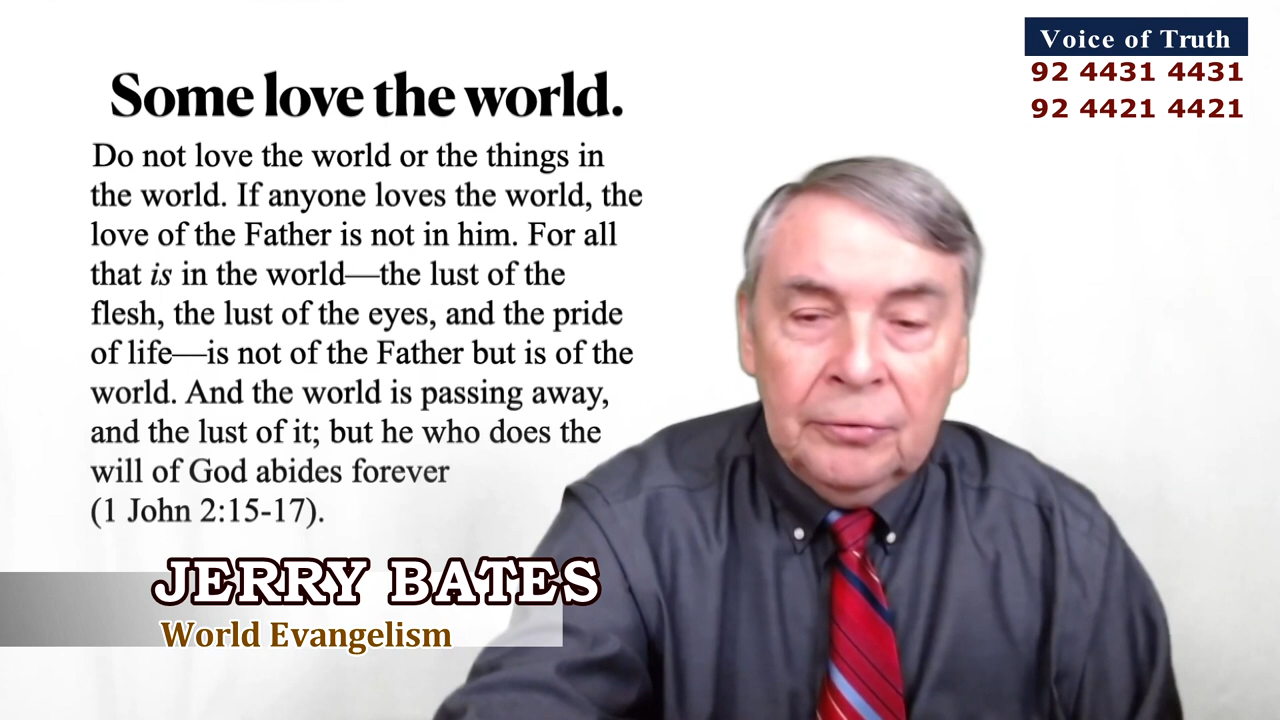 Some love the world.
Do not love the world or the things in
the world. If anyone loves the world, the
love of the Father is not in him. For all
that is in the world—the lust of the
flesh, the lust of the eyes, and the pride
of life—is not of the Father but is of the
world. And the world is passing away,
and the lust of it; but he who does the
will of God abides forever
(1 John 2:15-17).
JERRY BATES
World Evangelism
Voice of Truth
92 4431 4431
92 4421 4421